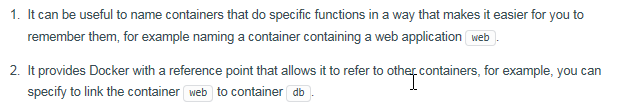 1. It can be useful to name containers that do specific functions in a way that makes it easier for you to
remember them, for example naming a container containing a web application web .
2. It provides Docker with a reference point that allows it to refer to other containers, for example, you can
specify to link the container web to container db .